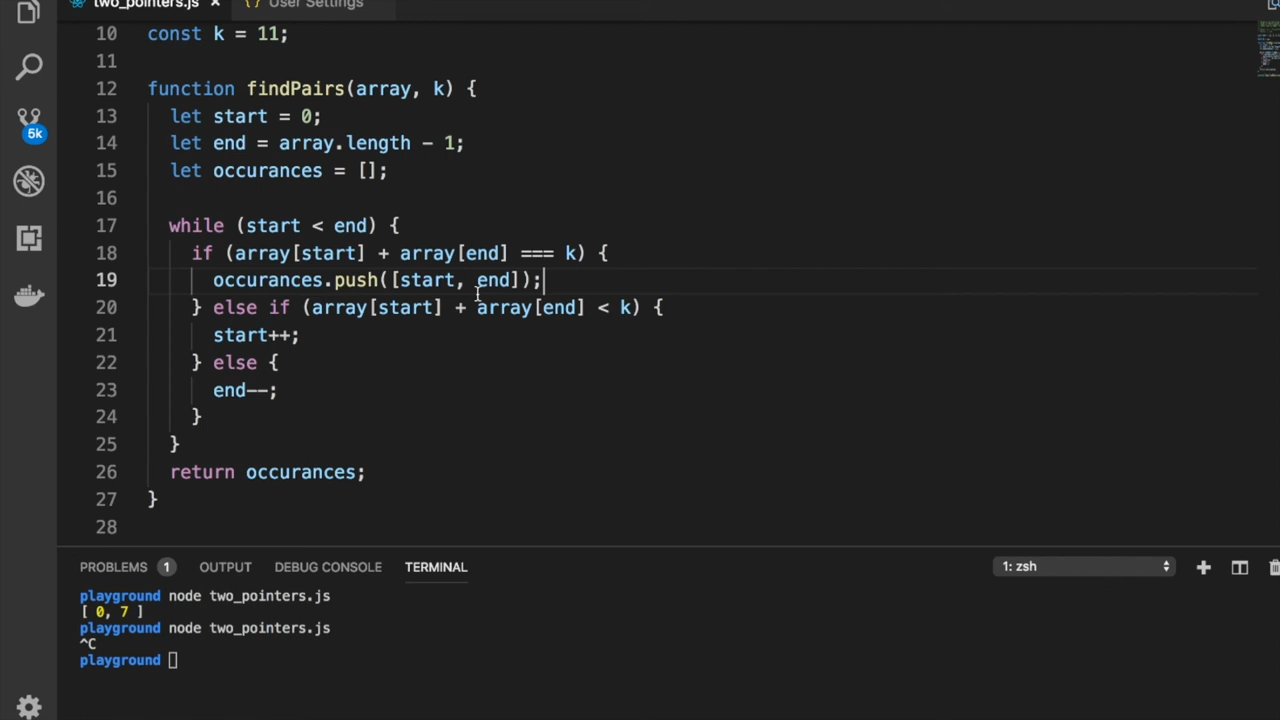 two_pointers.js × {} User Settings
10 const k = 11;
11
12 function findPairs(array, k) {
13 let start = 0;
14 let end = array.length - 1;
15 let occurances = [];
16
17 while (start < end) {
18 if (array[start] + array[end] === k) {
19 occurances.push([start, end]);
20 } else if (array[start] + array[end] < k) {
21 start++;
22 } else {
23 end--;
24 }
25 }
26 return occurances;
27 }
28
5k
PROBLEMS 1 OUTPUT DEBUG CONSOLE TERMINAL 1: zsh
playground node two_pointers.js
[ 0, 7 ]
playground node two_pointers.js
^C
playground